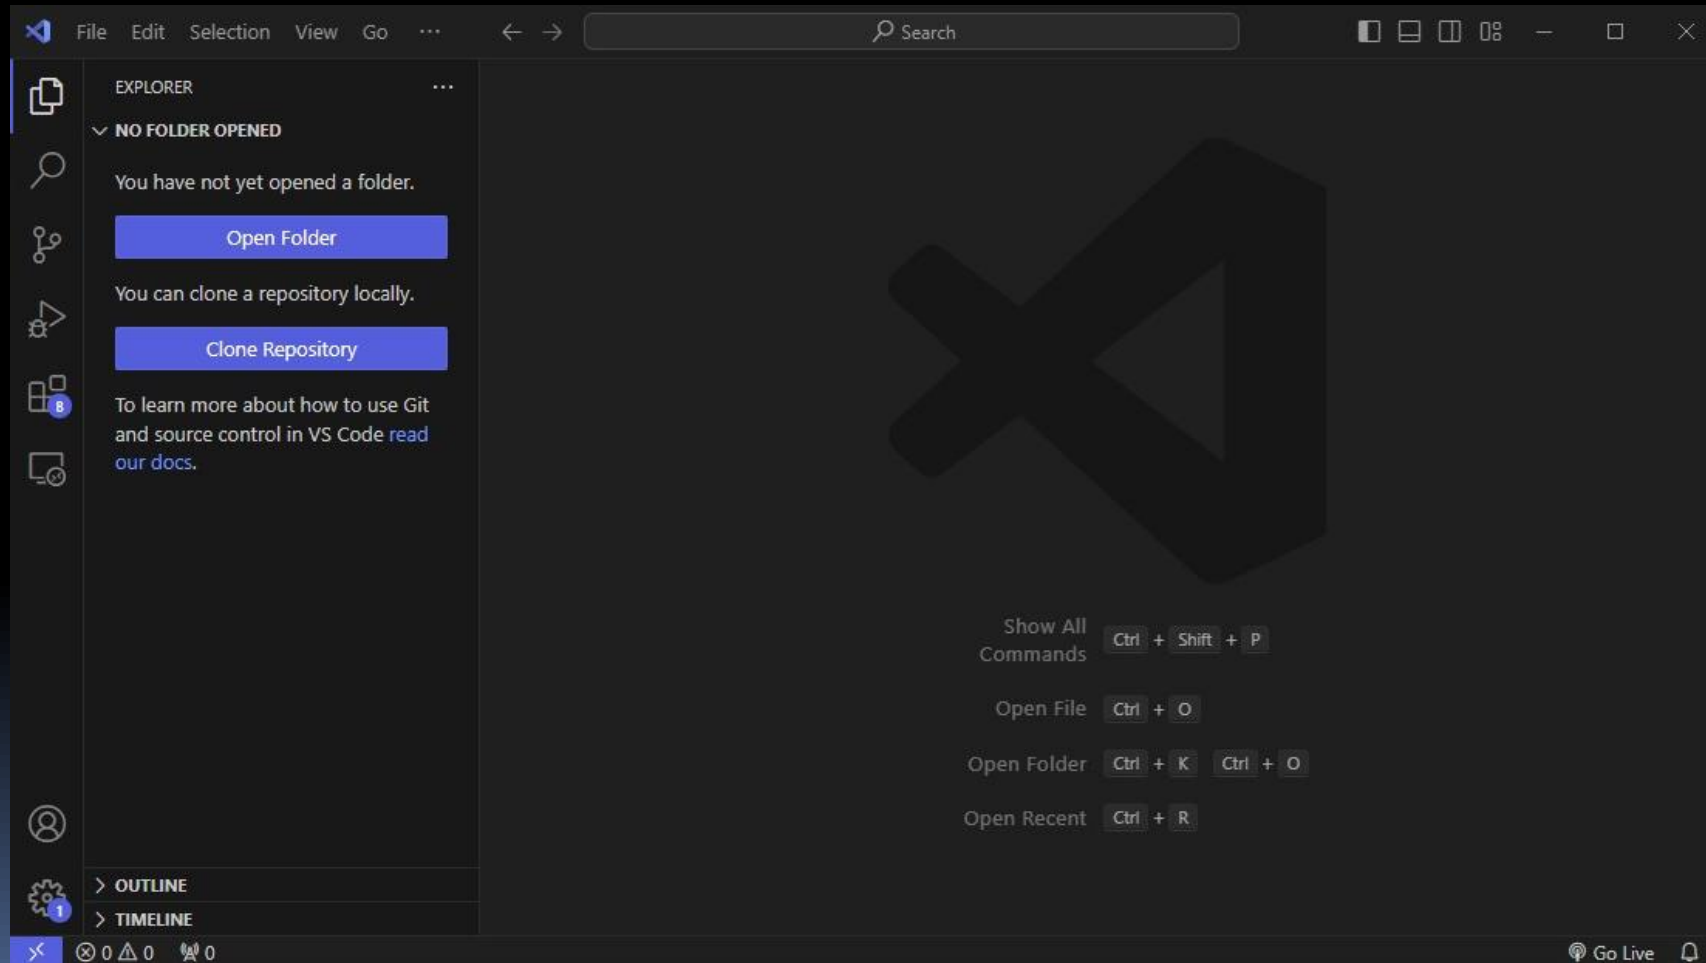 File Edit Selection View Go ··· Search
EXPLORER ···
NO FOLDER OPENED
You have not yet opened a folder.
Open Folder
You can clone a repository locally.
Clone Repository
To learn more about how to use Git
and source control in VS Code read
our docs.
8
Show All
Commands Ctrl + Shift + P
Open File Ctrl + O
Open Folder Ctrl + K Ctrl + O
Open Recent Ctrl + R
OUTLINE
1
TIMELINE
0 0 0 Go Live